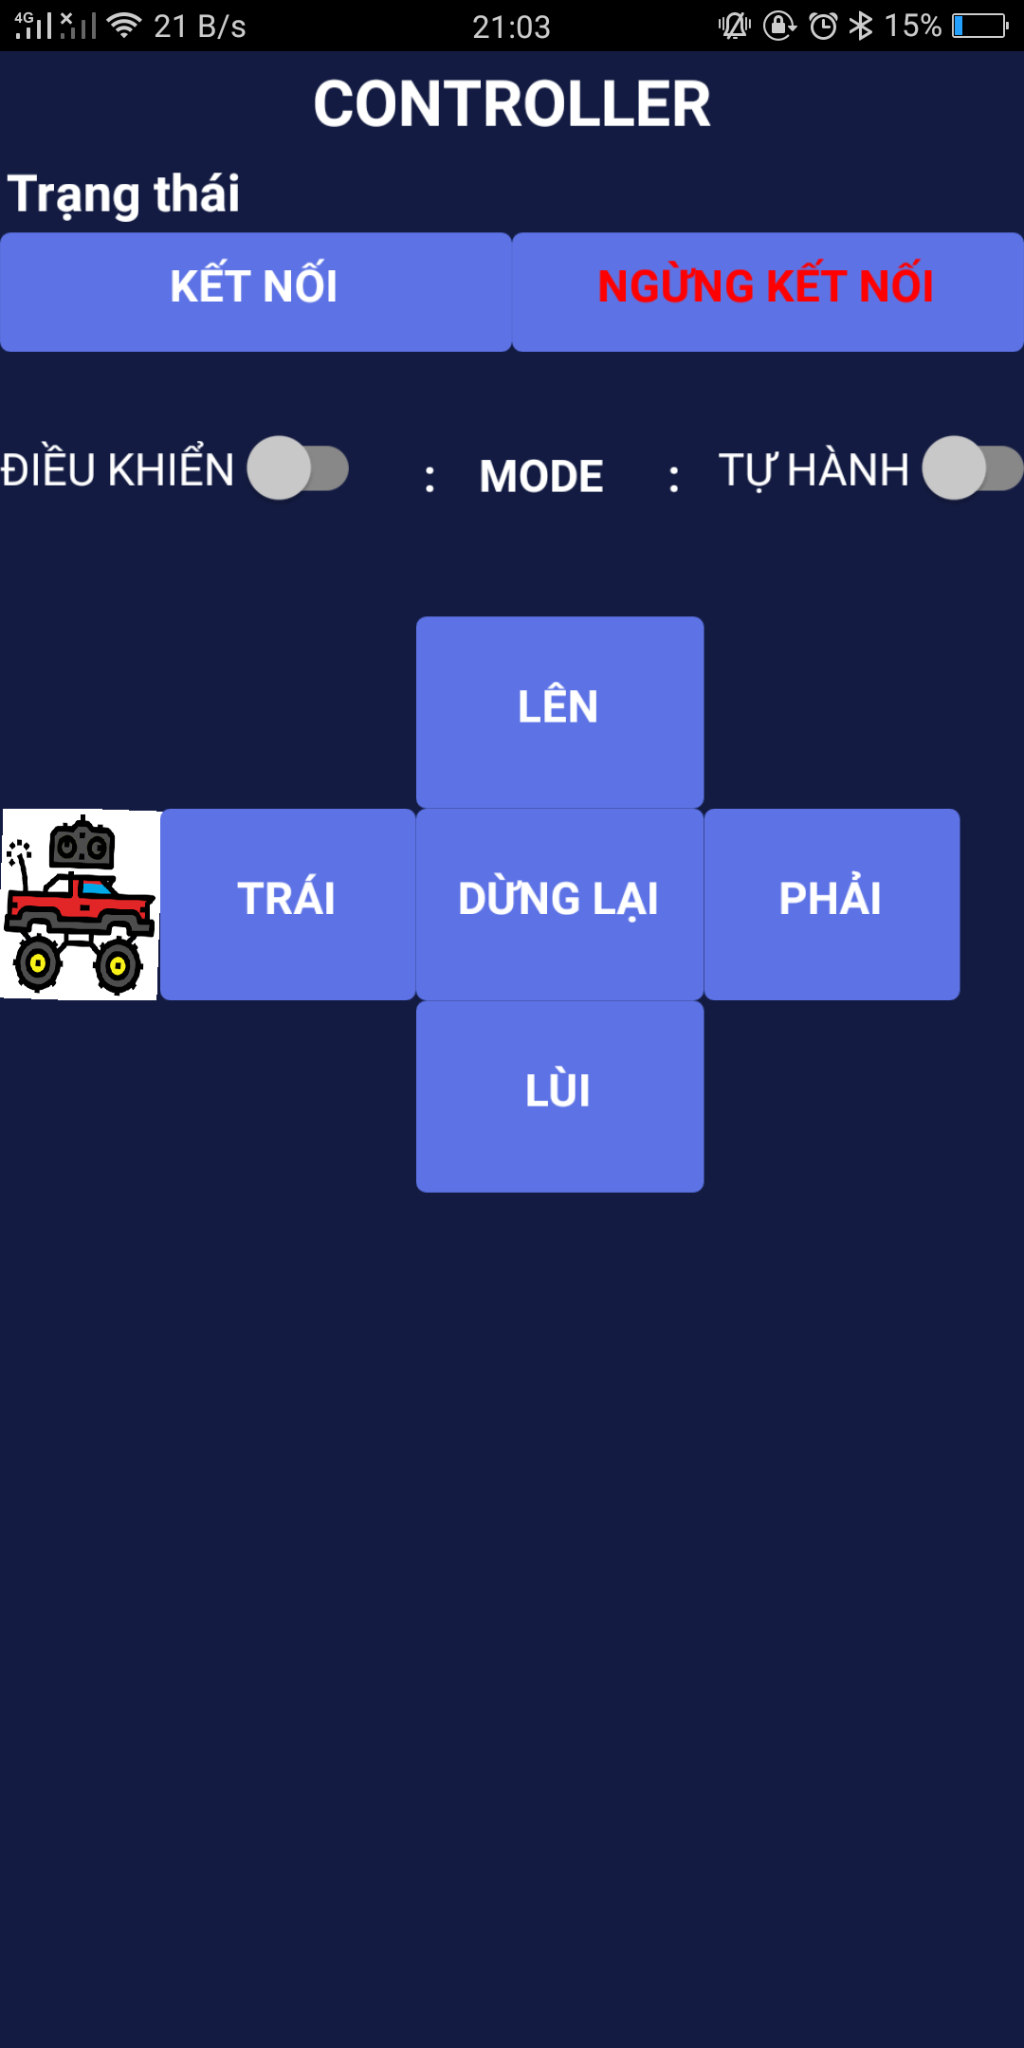 4G 21 B/s 21:03 15%
CONTROLLER
Trạng thái
KẾT NỐI NGỪNG KẾT NỐI
ĐIỀU KHIỂN : MODE : TỰ HÀNH
LÊN
TRÁI DỪNG LẠI PHẢI
LÙI